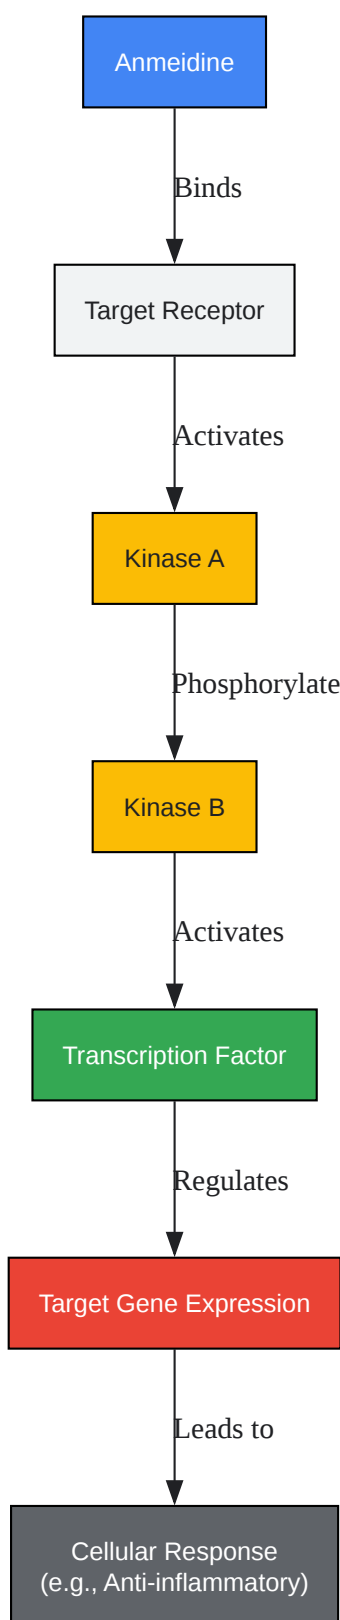 Anmeidine
Binds
Target Receptor
Activates
Kinase A
Phosphorylate
Kinase B
Activates
Transcription Factor
Regulates
Target Gene Expression
Leads to
Cellular Response
(e.g., Anti-inflammatory)